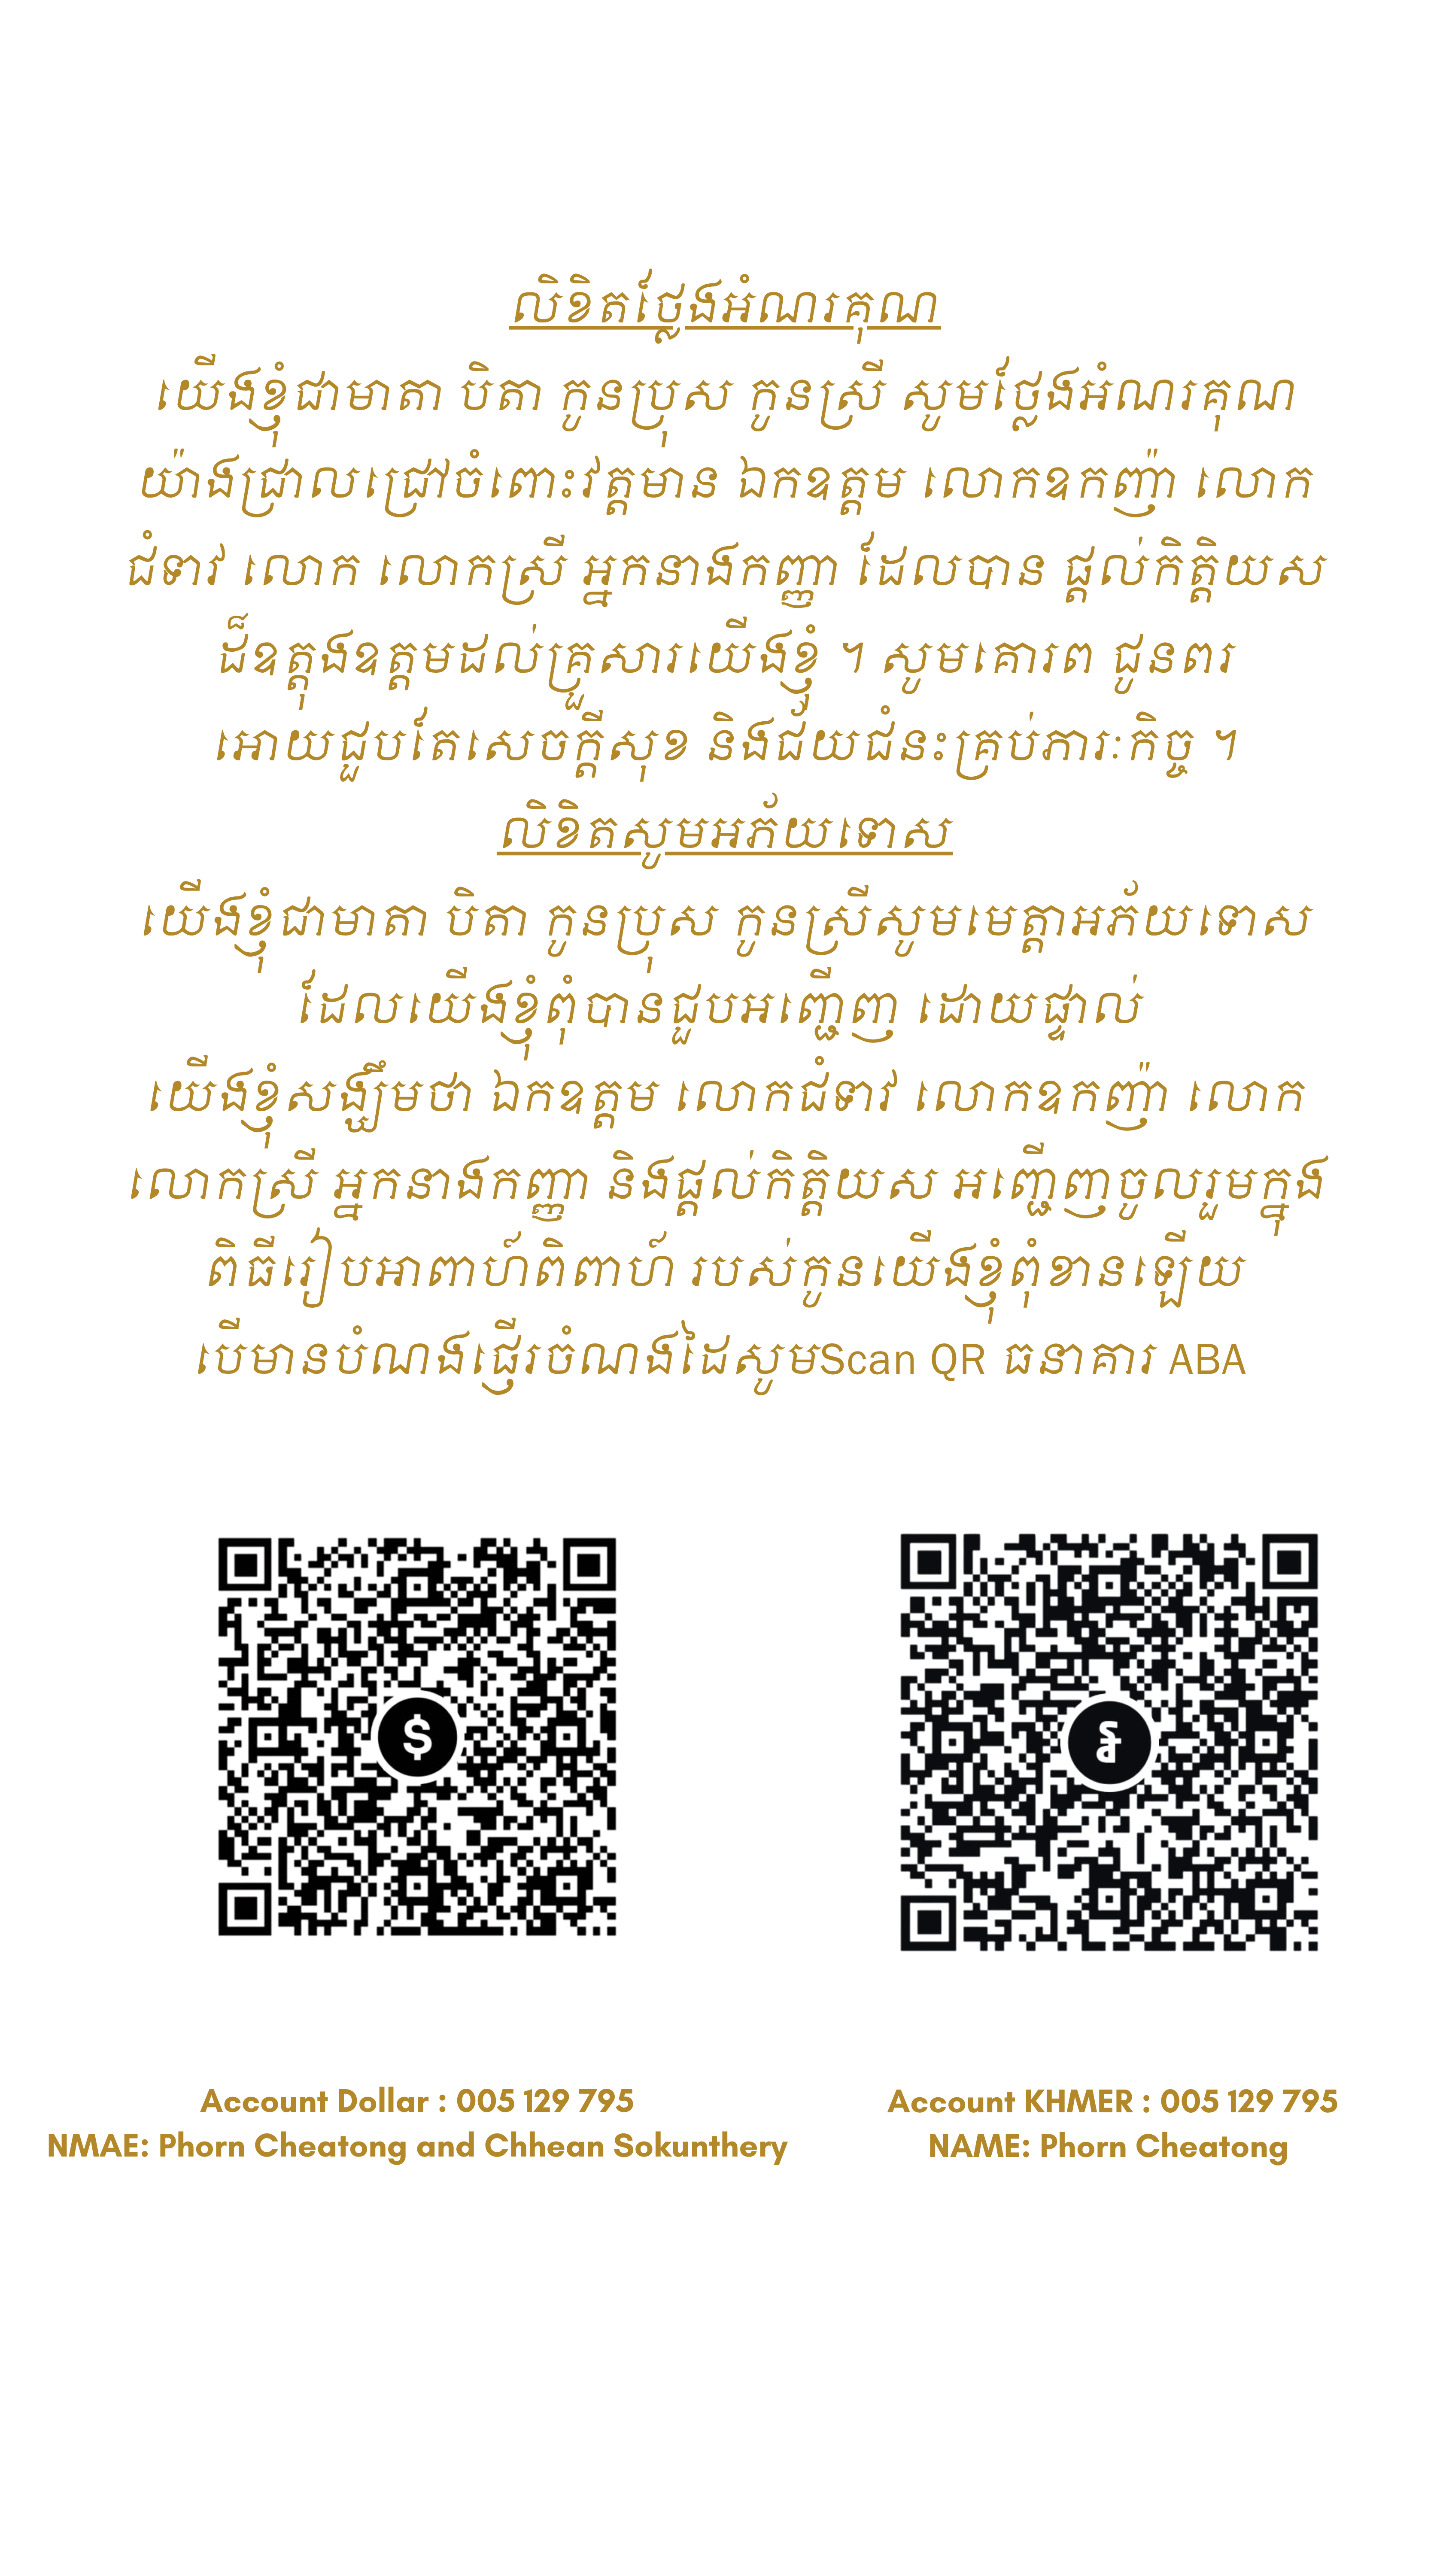 លិខិតថ្លែងអំណរគុណ
យើងខ្ញុំជាមាតា បិតា កូនប្រុស កូនស្រី សូមថ្លែងអំណរគុណ
យ៉ាងជ្រាលជ្រៅចំពោះវត្តមាន ឯកឧត្តម លោកឧកញ៉ា លោក
ជំទាវ លោក លោកស្រី អ្នកនាងកញ្ញា ដែលបាន ផ្តល់កិត្តិយស
ដ៏ឧត្តុងឧត្តមដល់គ្រួសារយើងខ្ញុំ ។ សូមគោរព ជូនពរ
អោយជួបតែសេចក្តីសុខ និងជ័យជំនះគ្រប់ភារៈកិច្ច ។
លិខិតសូមអភ័យទោស
យើងខ្ញុំជាមាតា បិតា កូនប្រុស កូនស្រីសូមមេត្តាអភ័យទោស
ដែលយើងខ្ញុំពុំបានជួបអញ្ជើញ ដោយផ្ទាល់
យើងខ្ញុំសង្ឃឹមថា ឯកឧត្តម លោកជំទាវ លោកឧកញ៉ា លោក
លោកស្រី អ្នកនាងកញ្ញា និងផ្តល់កិត្តិយស អញ្ជើញចូលរួមក្នុង
ពិធីរៀបអាពាហ៍ពិពាហ៍ របស់កូនយើងខ្ញុំពុំខានឡើយ
បើមានបំណងផ្ញើរចំណងដៃសូមScan QR ធនាគារ ABA
$
៛
Account Dollar : 005 129 795
NMAE: Phorn Cheatong and Chhean Sokunthery
Account KHMER : 005 129 795
NAME: Phorn Cheatong